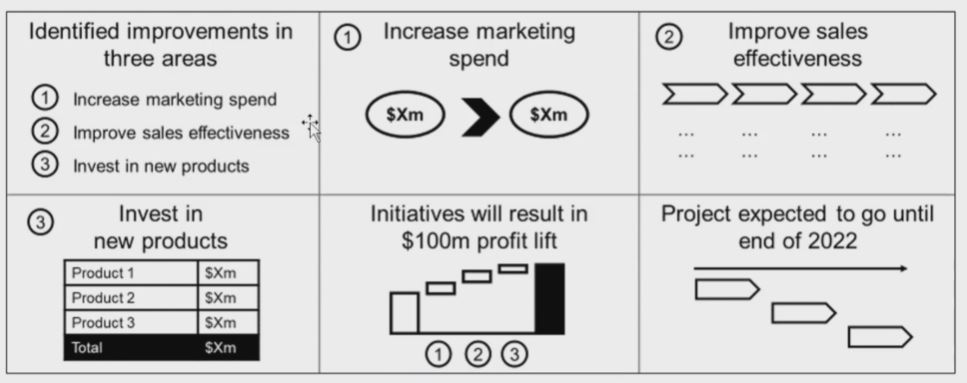 Identified improvements in
three areas
1 Increase marketing spend
2 Improve sales effectiveness
3 Invest in new products
1 Increase marketing
spend
$Xm $Xm
2 Improve sales
effectiveness
... ... ... ...
... ... ... ...
3 Invest in
new products
Product 1 $Xm
Product 2 $Xm
Product 3 $Xm
Total $Xm
Initiatives will result in
$100m profit lift
1 2 3
Project expected to go until
end of 2022